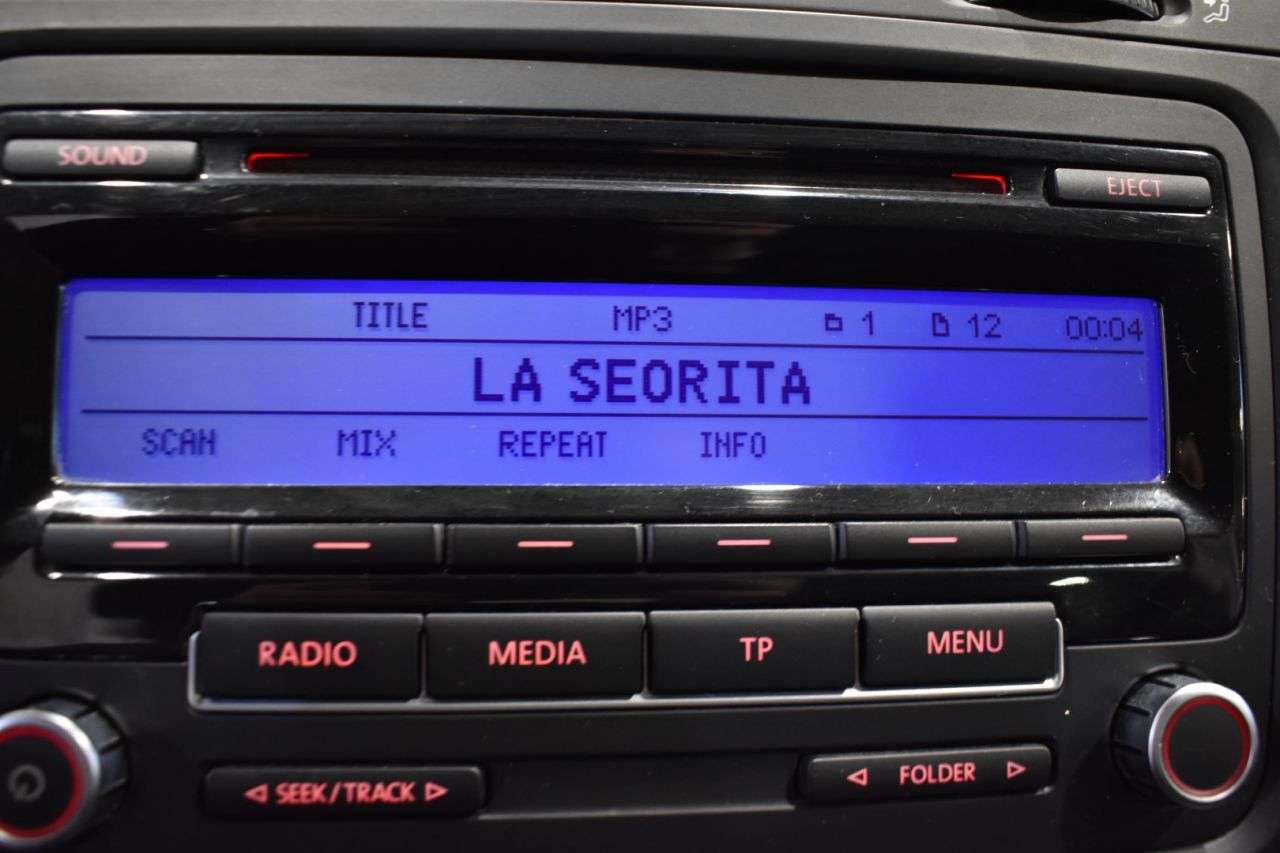 SOUND
EJECT
TITLE MP3 1 12 00:04
LA SEORITA
SCAN MIX REPEAT INFO
RADIO MEDIA TP MENU
SEEK/TRACK
FOLDER